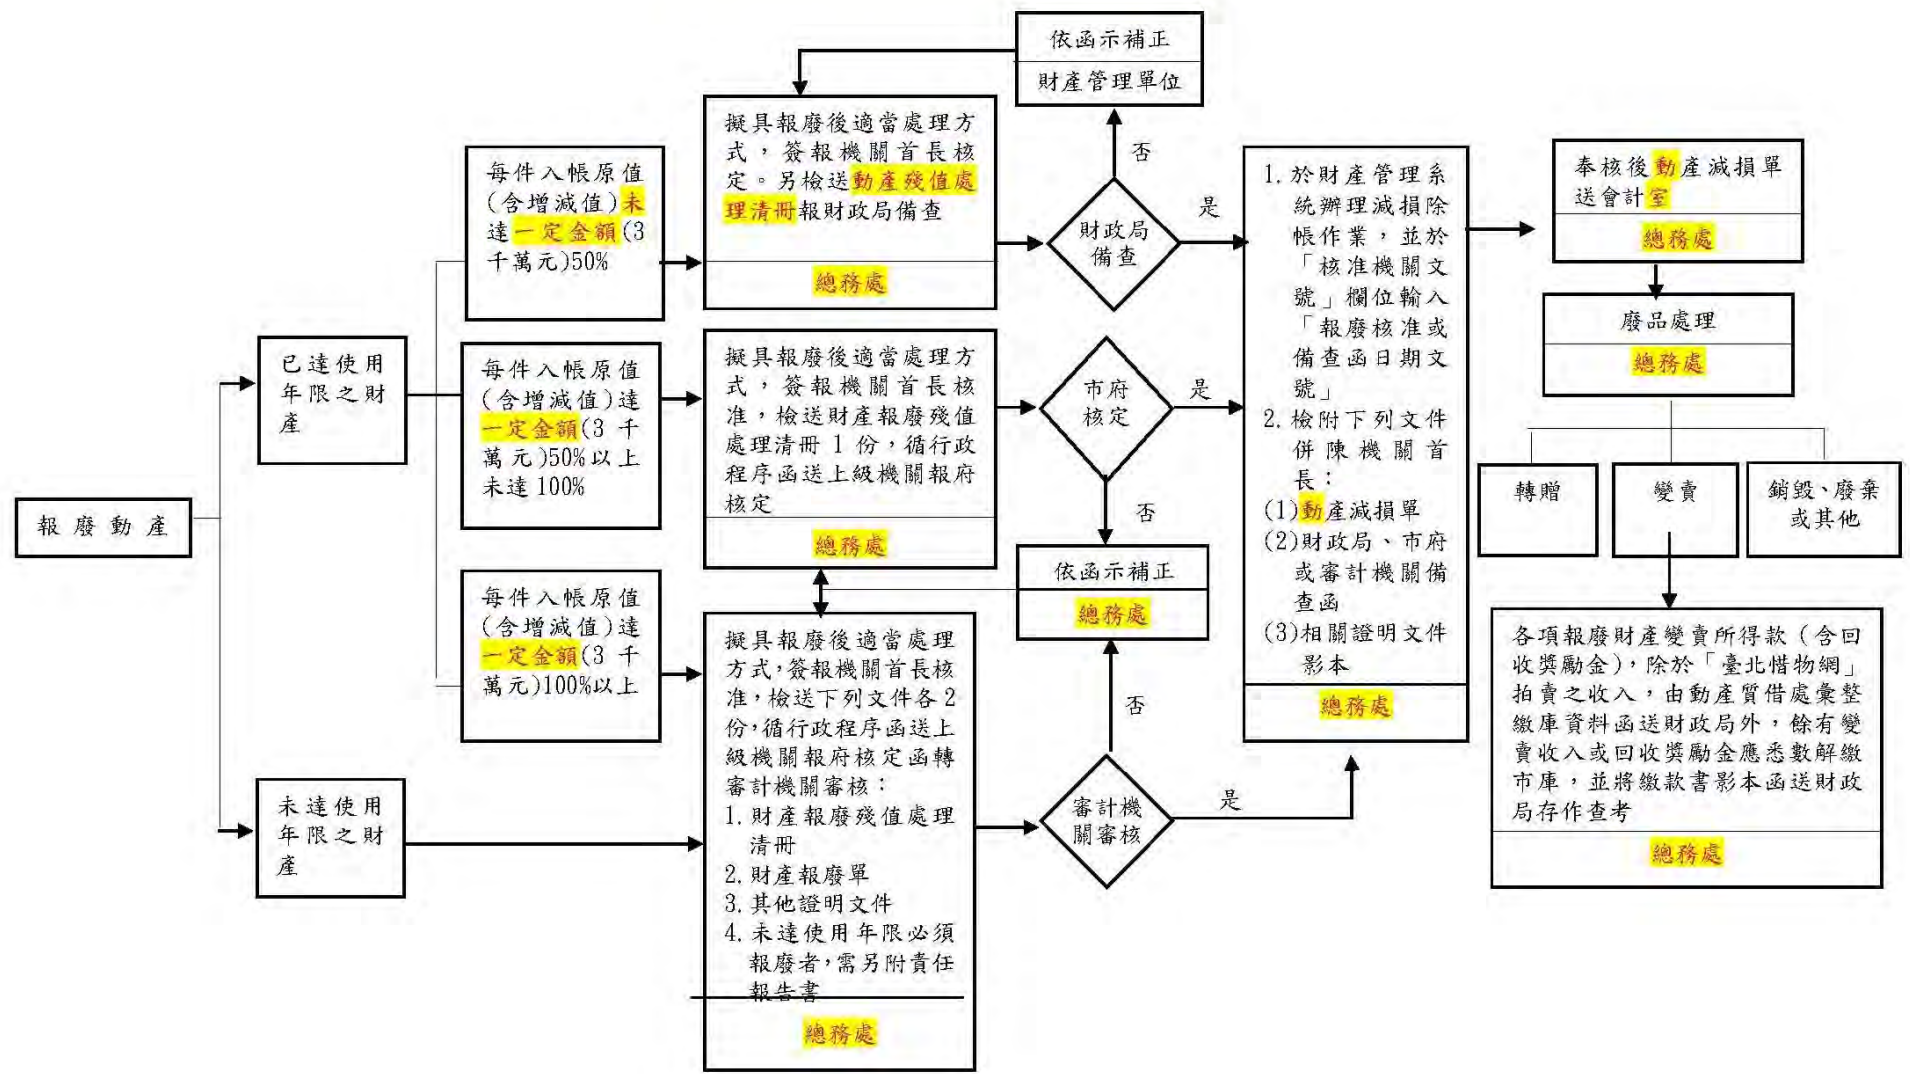 依函示補正
財產管理單位
擬具報廢後適當處理方
式，簽報機關首長核
定。另檢送動產殘值處
理清冊報財政局備查
總務處
每件入帳原值
(含增減值)未
達一定金額(3
千萬元)50%
財政局
備查
否
是
1. 於財產管理系
統辦理減損除
帳作業，並於
「核准機關文
號」欄位輸入
「報廢核准或
備查函日期文
號」
2. 檢附下列文件
併陳機關首
長：
(1)動產減損單
(2)財政局、市府
或審計機關備
查函
(3)相關證明文件
影本
總務處
奉核後動產減損單
送會計室
總務處
廢品處理
總務處
轉贈
變賣
銷毀、廢棄
或其他
各項報廢財產變賣所得款（含回
收獎勵金），除於「臺北惜物網」
拍賣之收入，由動產質借處彙整
繳庫資料函送財政局外，餘有變
賣收入或回收獎勵金應悉數解繳
市庫，並將繳款書影本函送財政
局存作查考
總務處
報廢動產
已達使用
年限之財
產
每件入帳原值
(含增減值)達
一定金額(3 千
萬元)50%以上
未達 100%
擬具報廢後適當處理方
式，簽報機關首長核
准，檢送財產報廢殘值
處理清冊 1 份，循行政
程序函送上級機關報府
核定
總務處
市府
核定
是
否
依函示補正
總務處
每件入帳原值
(含增減值)達
一定金額(3 千
萬元)100%以上
未達使用
年限之財
產
擬具報廢後適當處理
方式，簽報機關首長核
准，檢送下列文件各 2
份，循行政程序函送上
級機關報府核定函轉
審計機關審核：
1. 財產報廢殘值處理
清冊
2. 財產報廢單
3. 其他證明文件
4. 未達使用年限必須
報廢者，需另附責任
報告書
總務處
審計機
關審核
否
是